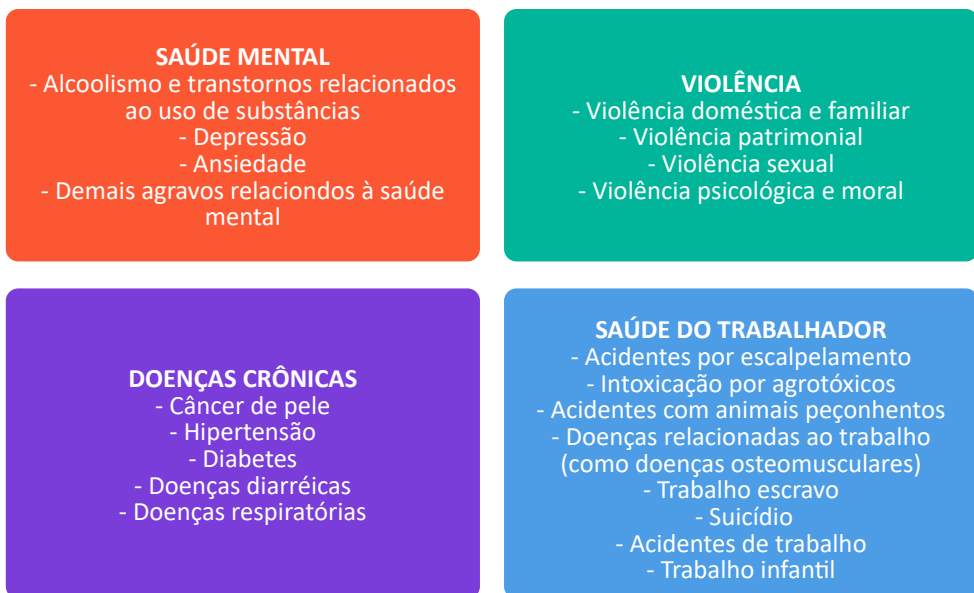 SAÚDE MENTAL
- Alcoolismo e transtornos relacionados
ao uso de substâncias
- Depressão
- Ansiedade
- Demais agravos relaciondos à saúde
mental
VIOLÊNCIA
- Violência doméstica e familiar
- Violência patrimonial
- Violência sexual
- Violência psicológica e moral
DOENÇAS CRÔNICAS
- Câncer de pele
- Hipertensão
- Diabetes
- Doenças diarréicas
- Doenças respiratórias
SAÚDE DO TRABALHADOR
- Acidentes por escalpelamento
- Intoxicação por agrotóxicos
- Acidentes com animais peçonhentos
- Doenças relacionadas ao trabalho
(como doenças osteomusculares)
- Trabalho escravo
- Suicídio
- Acidentes de trabalho
- Trabalho infantil